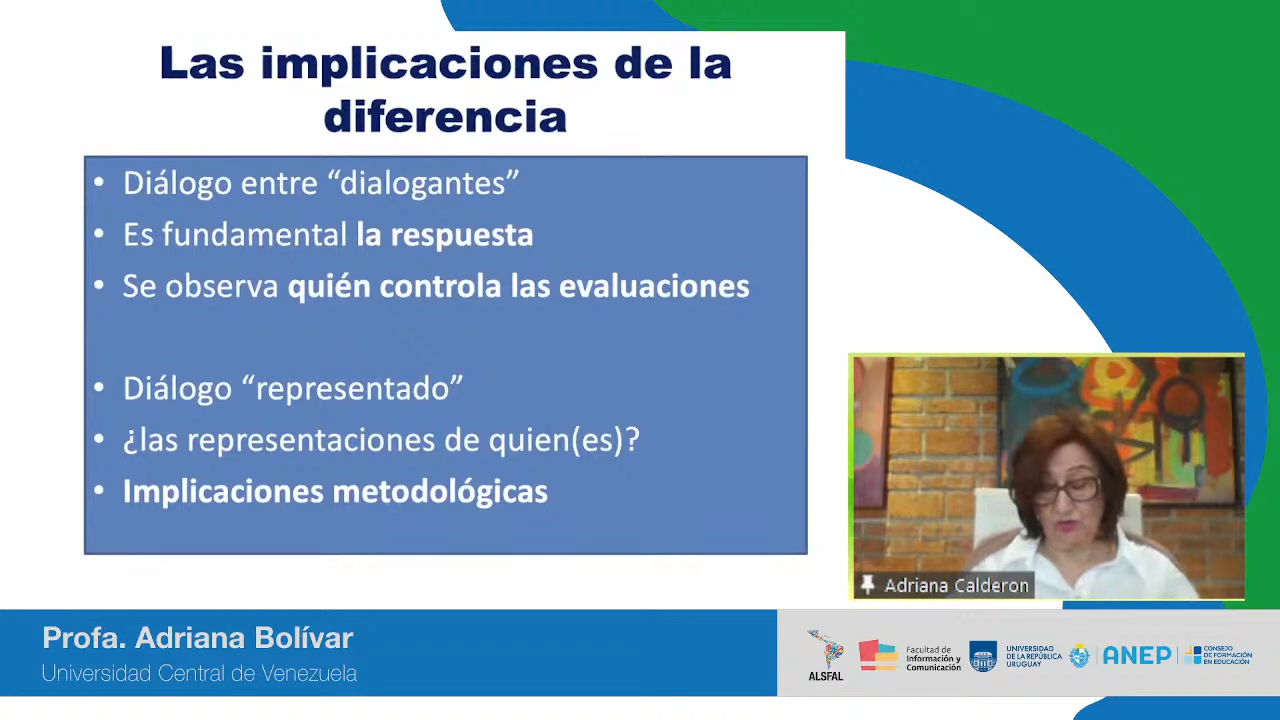 Las implicaciones de la
diferencia
• Diálogo entre “dialogantes”
• Es fundamental la respuesta
• Se observa quién controla las evaluaciones
• Diálogo “representado”
• ¿las representaciones de quien(es)?
• Implicaciones metodológicas
Adriana Calderon
Profa. Adriana Bolívar
Universidad Central de Venezuela
ALSFAL
Facultad de
Información y
Comunicación
UNIVERSIDAD
DE LA REPÚBLICA
URUGUAY
ANEP
CONSEJO
DE FORMACIÓN
EN EDUCACIÓN